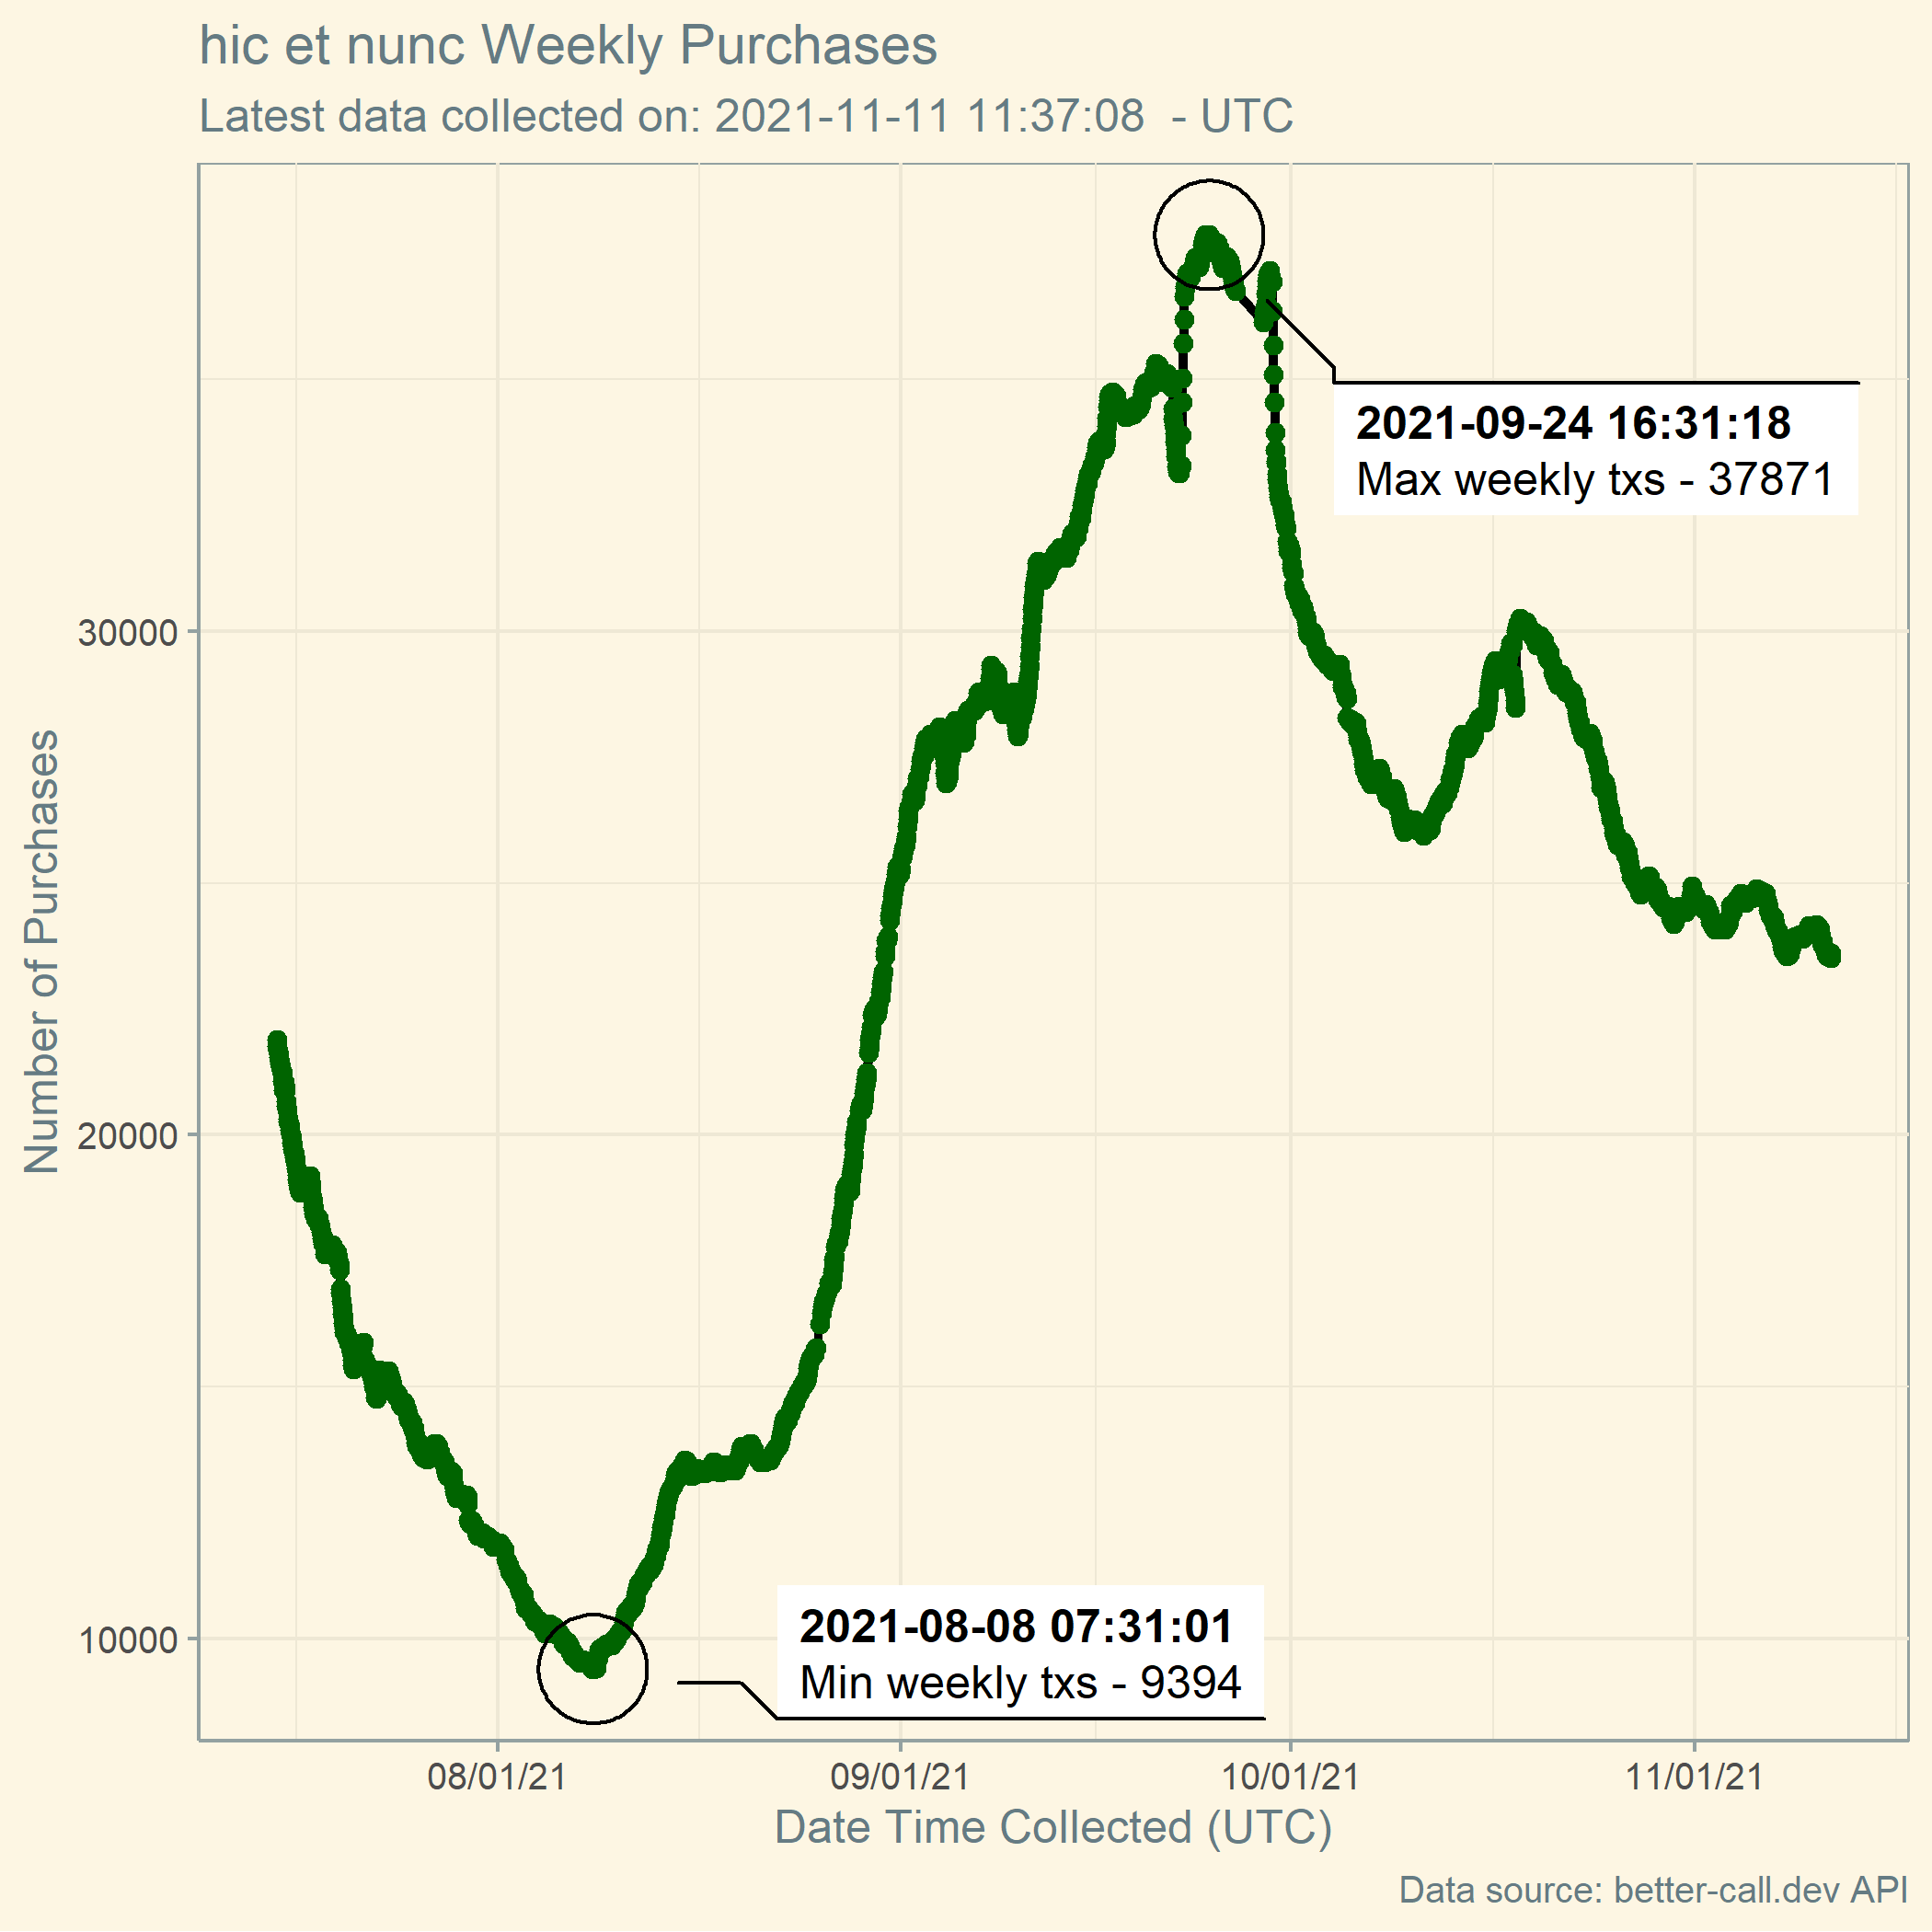 hic et nunc Weekly Purchases
Latest data collected on: 2021-11-11 11:37:08  - UTC
2021-09-24 16:31:18
Max weekly txs - 37871
30000
Number of Purchases
20000
2021-08-08 07:31:01
Min weekly txs - 9394
10000
08/01/21
09/01/21
10/01/21
11/01/21
Date Time Collected (UTC)
Data source: better-call.dev API